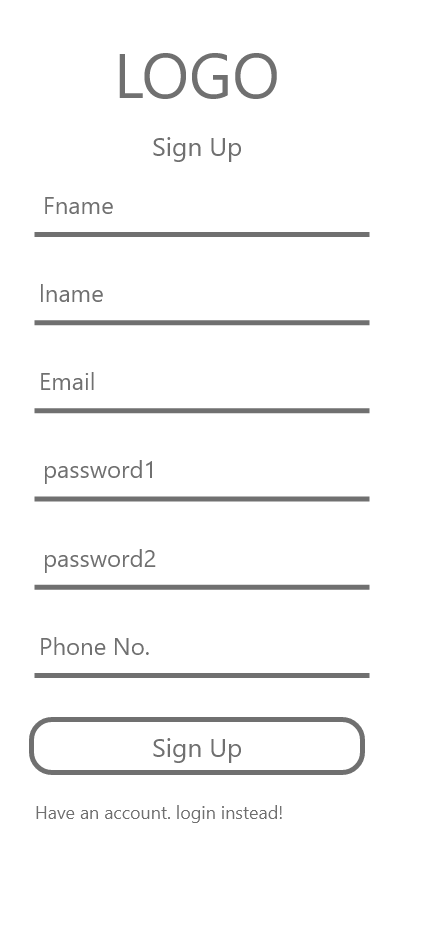 LOGO
Sign Up
Fname
lname
Email
password1
password2
Phone No.
Sign Up
Have an account. login instead!